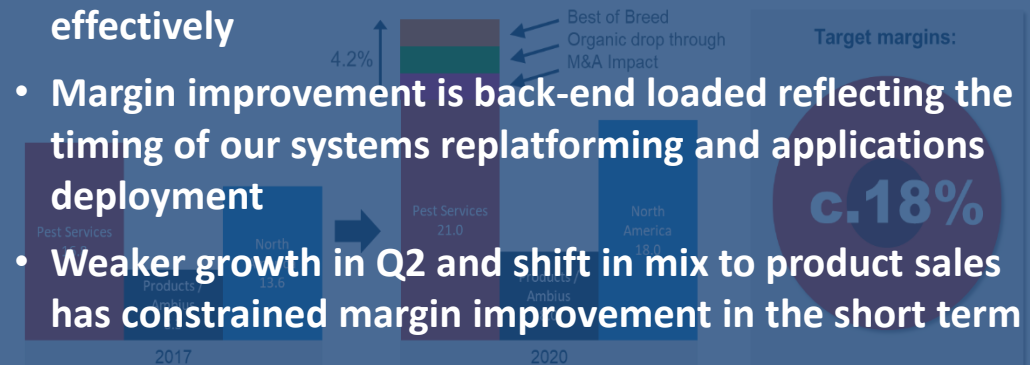 effectively
• Margin improvement is back-end loaded reflecting the
timing of our systems replatforming and applications
deployment
• Weaker growth in Q2 and shift in mix to product sales
has constrained margin improvement in the short term
4.2%
Best of Breed
Organic drop through
M&A Impact
Target margins:
c.18%
Pest Services
North
13.6
Products /
Ambius
2017
Pest Services
21.0
North
America
18.0
Products /
Ambius
2020